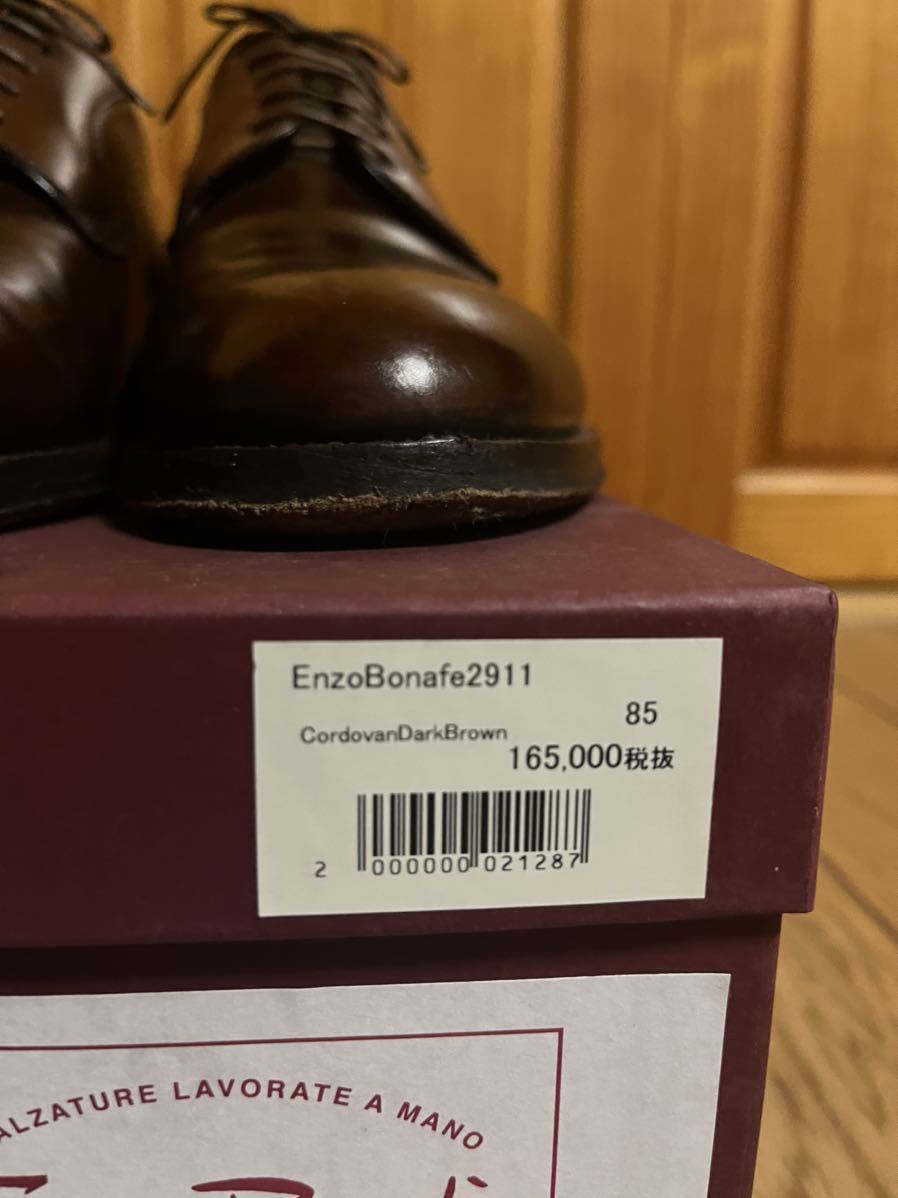 EnzoBonafe2911
85
CordovanDarkBrown
165,000税抜
2 000000 021287
ALZATURE LAVORATE A MANO